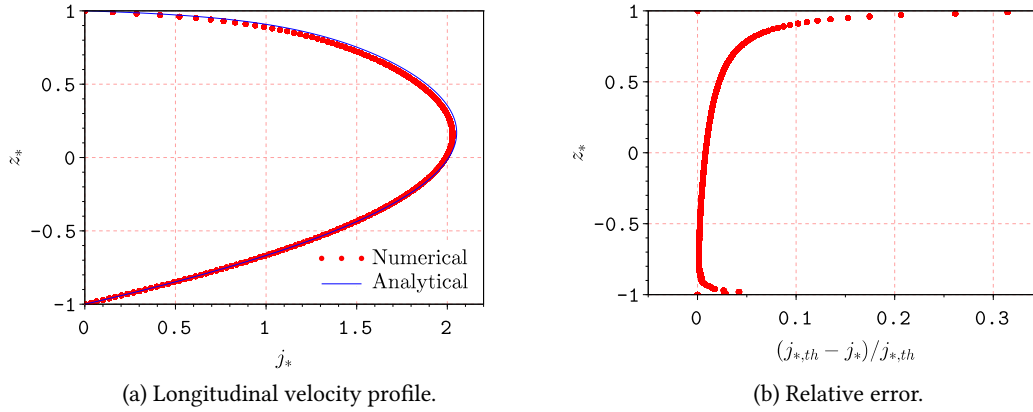 1
0.5
z*
0
−0.5
−1
0
0.5
1
1.5
2
j*
Numerical
Analytical
(a) Longitudinal velocity profile.
1
0.5
z*
0
−0.5
−1
0
0.1
0.2
0.3
(j*,th − j*)/j*,th
(b) Relative error.